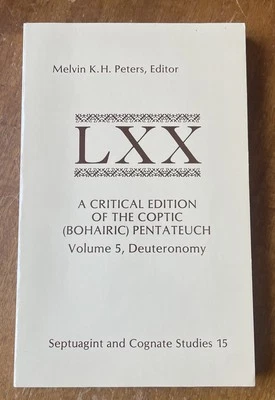 Melvin K.H. Peters, Editor
LXX
A CRITICAL EDITION
OF THE COPTIC
(BOHAIRIC) PENTATEUCH
Volume 5, Deuteronomy
Septuagint and Cognate Studies 15